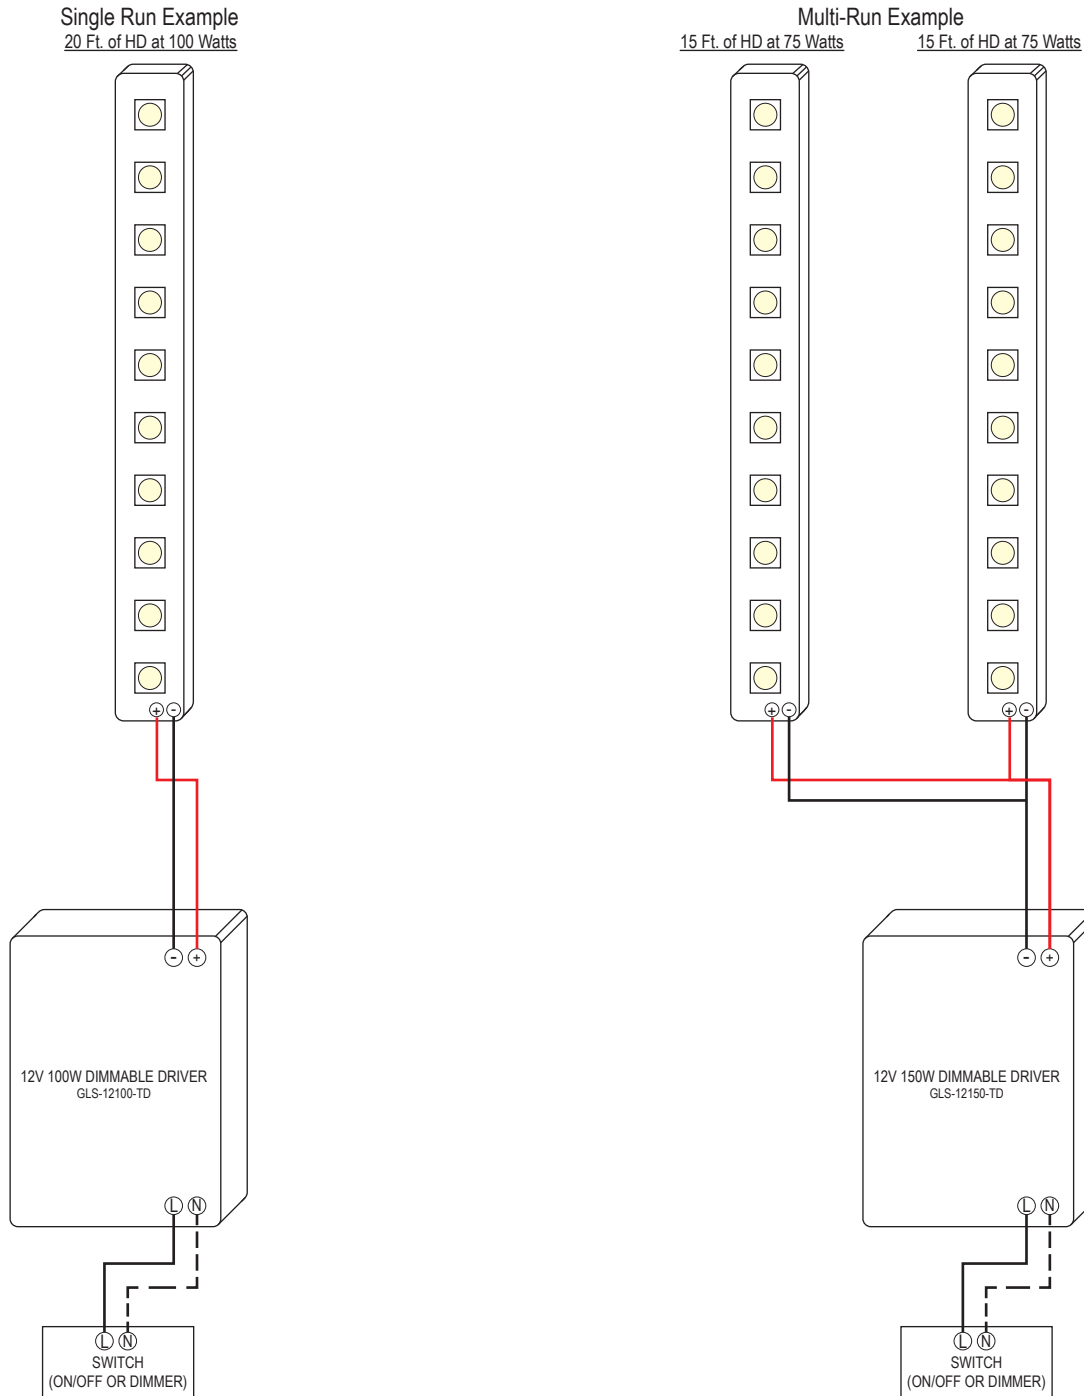 Single Run Example
20 Ft. of HD at 100 Watts
+ -
- +
12V 100W DIMMABLE DRIVER
GLS-12100-TD
L N
L N
SWITCH
(ON/OFF OR DIMMER)
Multi-Run Example
15 Ft. of HD at 75 Watts
15 Ft. of HD at 75 Watts
+ -
+ -
- +
12V 150W DIMMABLE DRIVER
GLS-12150-TD
L N
L N
SWITCH
(ON/OFF OR DIMMER)